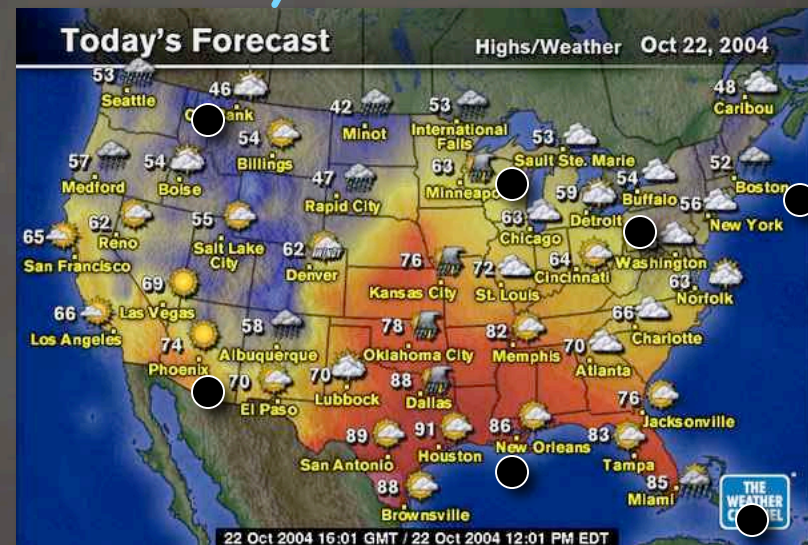 Today's Forecast
Highs/Weather Oct 22, 2004
53
Seattle
46
42
Minot
53
International
Falls
48
Caribou
57
Medford
54
Boise
54
Billings
47
Rapid City
63
53
Sault Ste. Marie
59
Detroit
54
Buffalo
52
Boston
56
New York
65
San Francisco
62
Reno
55
Salt Lake
City
62
Denver
76
Kansas City
63
Chicago
72
St. Louis
64
Cincinnati
Washington
63
Norfolk
69
Las Vegas
66
Los Angeles
74
Phoenix
58
Albuquerque
78
Oklahoma City
82
Memphis
66
Charlotte
70
Atlanta
70
El Paso
70
Lubbock
88
Dallas
76
Jacksonville
89
San Antonio
91
Houston
86
New Orleans
83
Tampa
85
Miami
88
Brownsville
THE
WEATHER
22 Oct 2004 16:01 GMT / 22 Oct 2004 12:01 PM EDT